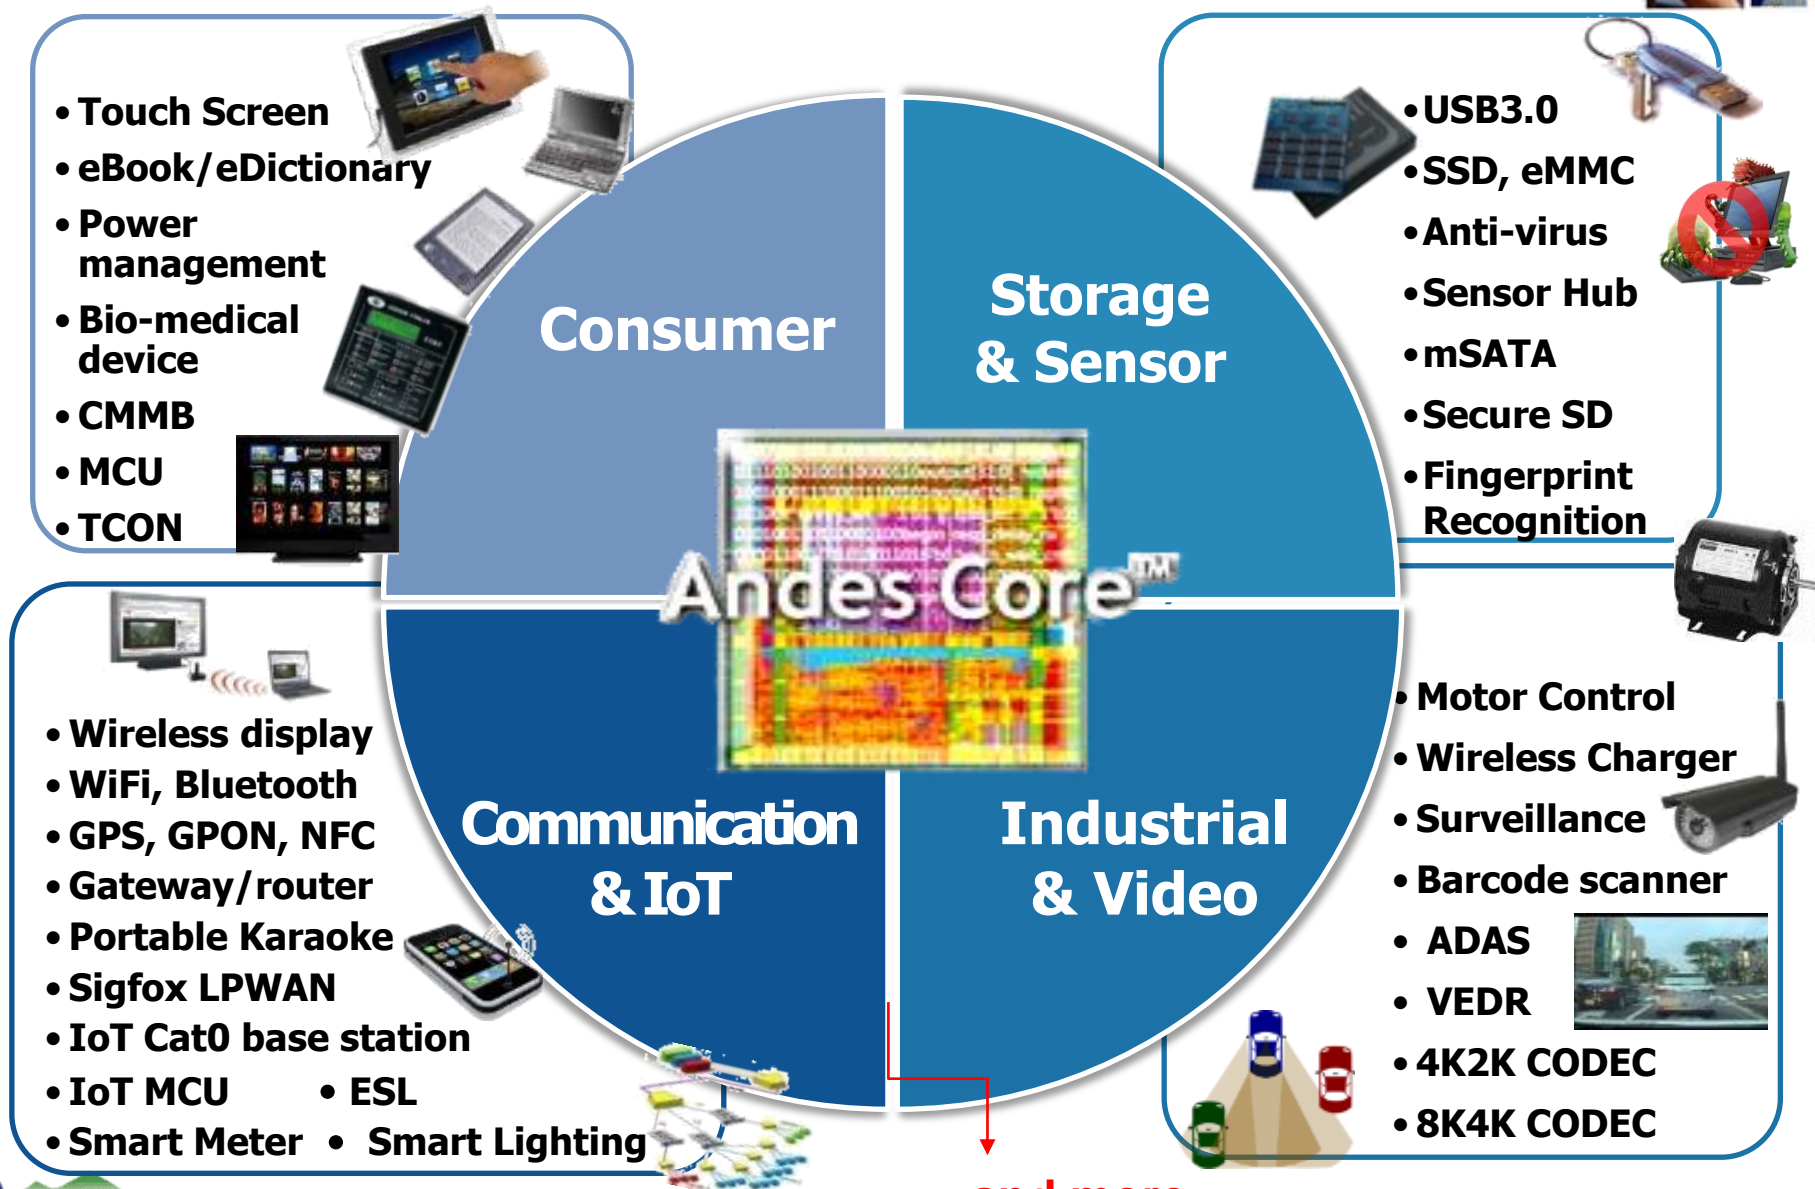 • Touch Screen
• eBook/eDictionary
• Power
management
• Bio-medical
device
• CMMB
• MCU
• TCON
Consumer
Storage
& Sensor
• USB3.0
• SSD, eMMC
• Anti-virus
• Sensor Hub
• mSATA
• Secure SD
• Fingerprint
Recognition
Andes Core™
• Wireless display
• WiFi, Bluetooth
• GPS, GPON, NFC
• Gateway/router
• Portable Karaoke
• Sigfox LPWAN
• IoT Cat0 base station
• IoT MCU • ESL
• Smart Meter • Smart Lighting
Communication
& IoT
Industrial
& Video
• Motor Control
• Wireless Charger
• Surveillance
• Barcode scanner
• ADAS
• VEDR
• 4K2K CODEC
• 8K4K CODEC
and more